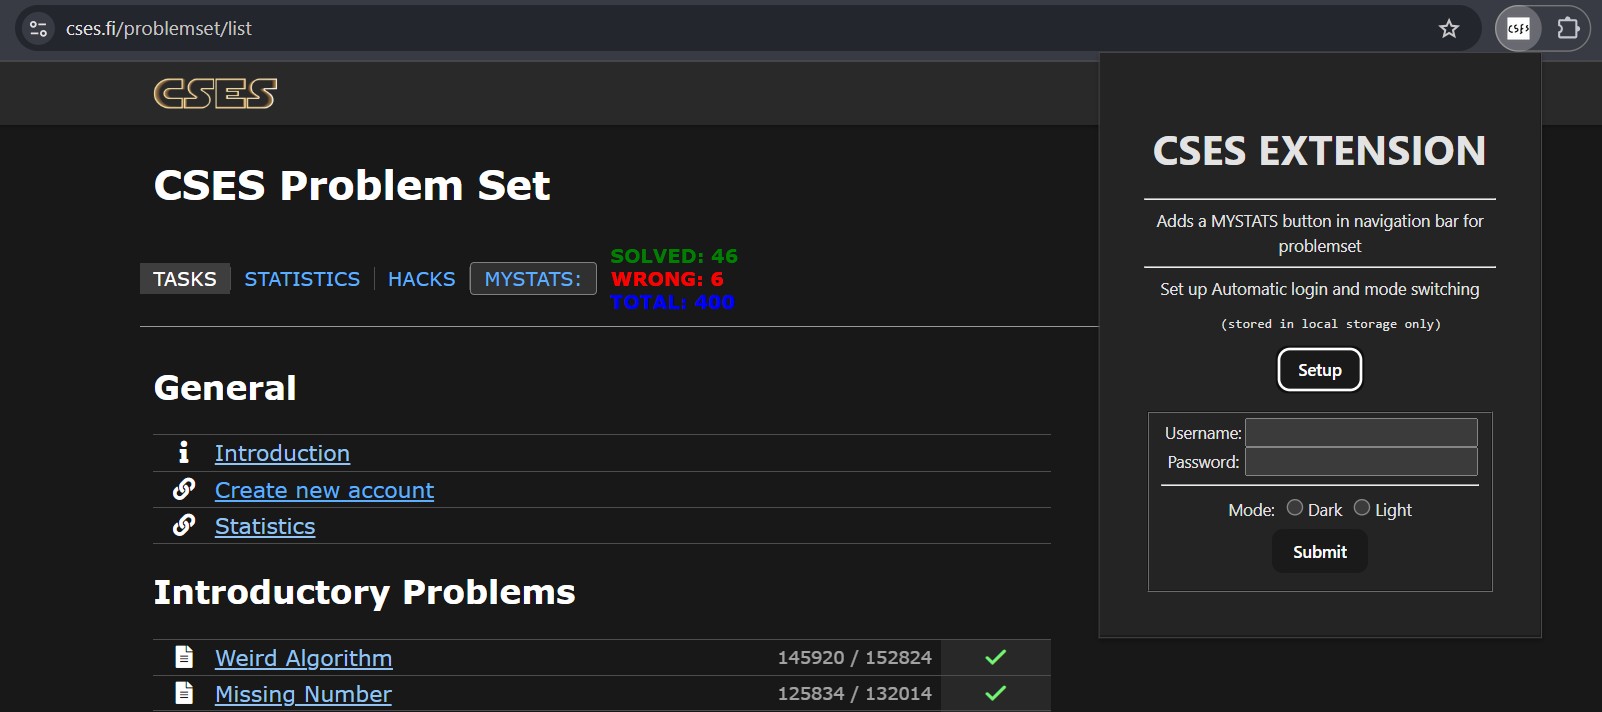 cses.fi/problemset/list
CSES
CSES
CSES Problem Set
TASKS
STATISTICS
HACKS
MYSTATS:
SOLVED: 46
WRONG: 6
TOTAL: 400
General
Introduction
Create new account
Statistics
Introductory Problems
Weird Algorithm 145920 / 152824
Missing Number 125834 / 132014
CSES EXTENSION
Adds a MYSTATS button in navigation bar for
problemset
Set up Automatic login and mode switching
(stored in local storage only)
Setup
Username:
Password:
Mode: Dark Light
Submit